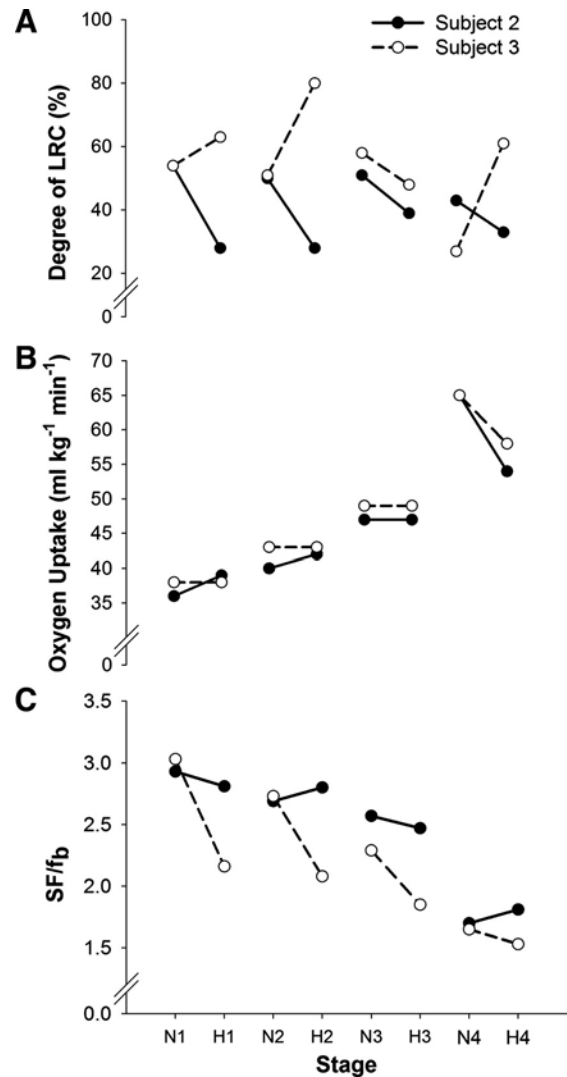 A
Subject 2
Subject 3
Degree of LRC (%)
100
80
60
40
20
0
B
Oxygen Uptake (ml kg⁻¹ min⁻¹)
70
65
60
55
50
45
40
35
0
C
SF/fb
3.5
3.0
2.5
2.0
1.5
0.0
N1 H1 N2 H2 N3 H3 N4 H4
Stage